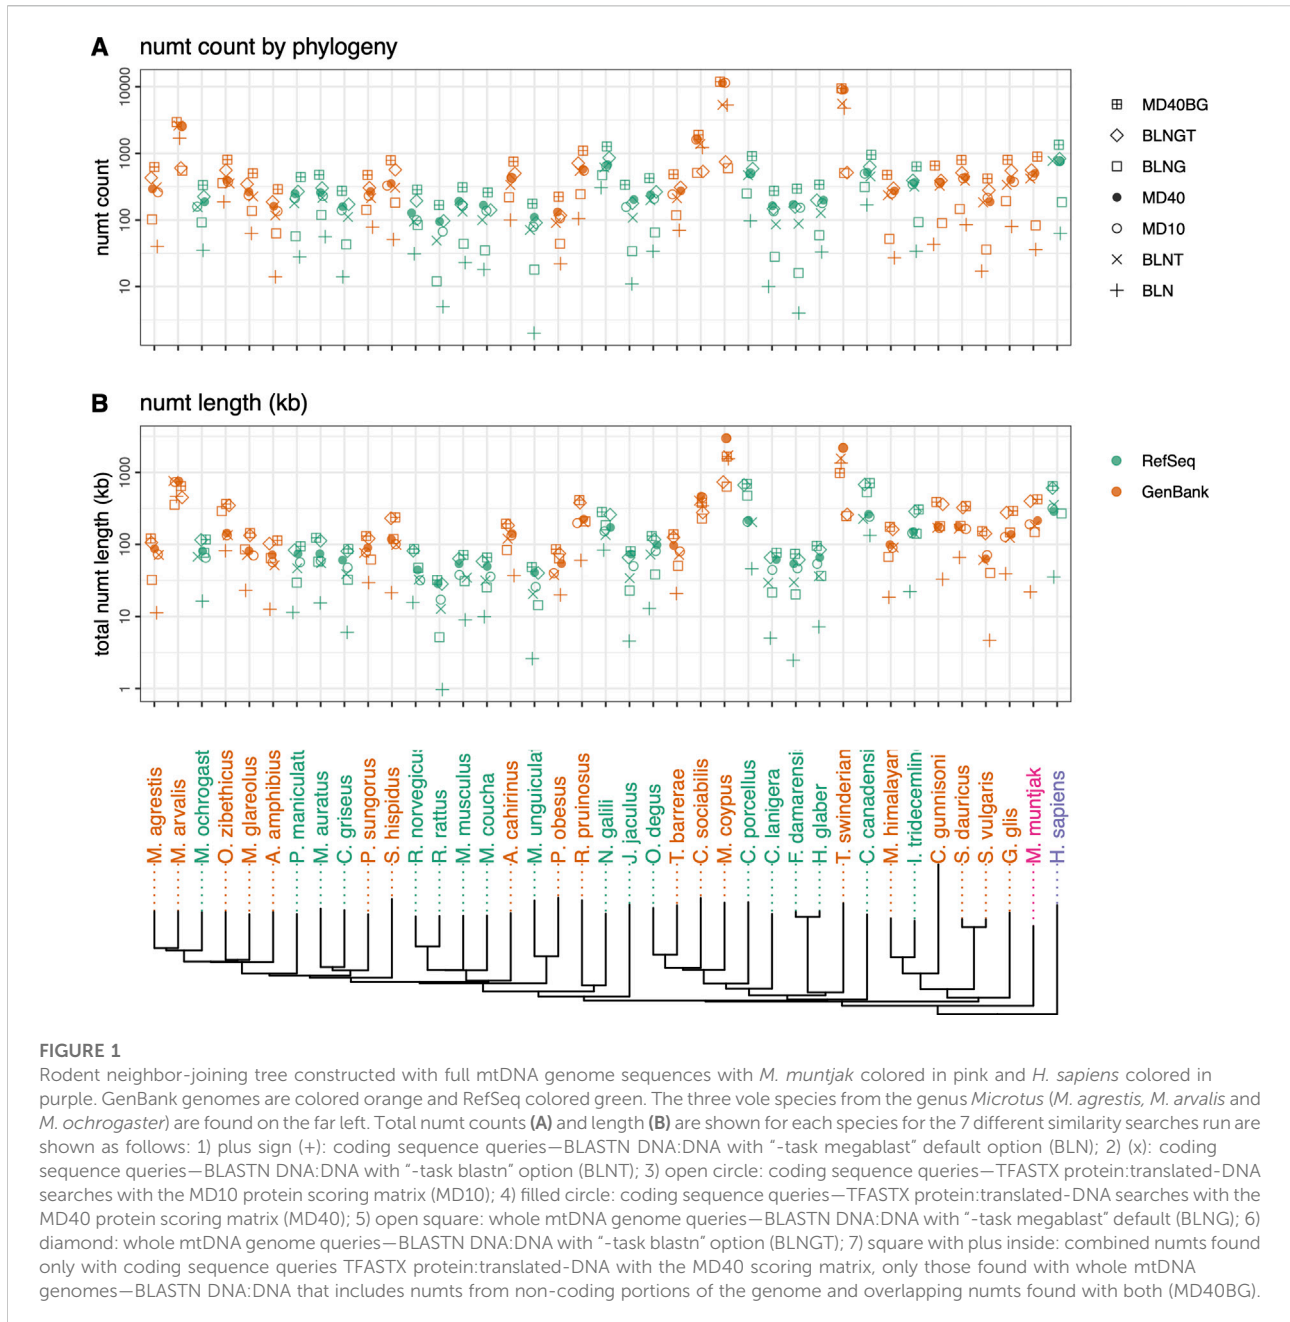 A numt count by phylogeny
numt count
10000
1000
100
10
MD40BG
BLNGT
BLNG
MD40
MD10
BLNT
BLN
B numt length (kb)
total numt length (kb)
1000
100
10
1
RefSeq
GenBank
M. agrestis
M. arvalis
M. ochrogast
O. zibethicus
M. glareolus
A. amphibius
P. maniculat
M. auratus
C. griseus
P. sungorus
S. hispidus
R. norvegicus
R. rattus
M. musculus
M. coucha
A. cahirinus
M. unguicula
P. obesus
R. pruinosus
N. galili
J. jaculus
O. degus
T. barrerae
C. sociabilis
M. coypus
C. porcellus
C. lanigera
F. damarensi
H. glaber
T. swinderian
C. canadensi
M. himalayan
I. tridecemlin
C. gunnisoni
S. dauricus
S. vulgaris
G. glis
M. muntjak
H. sapiens
FIGURE 1
Rodent neighbor-joining tree constructed with full mtDNA genome sequences with M. muntjak colored in pink and H. sapiens colored in
purple. GenBank genomes are colored orange and RefSeq colored green. The three vole species from the genus Microtus (M. agrestis, M. arvalis and
M. ochrogaster) are found on the far left. Total numt counts (A) and length (B) are shown for each species for the 7 different similarity searches run are
shown as follows: 1) plus sign (+): coding sequence queries—BLASTN DNA:DNA with “-task megablast” default option (BLN); 2) (x): coding
sequence queries—BLASTN DNA:DNA with “-task blastn” option (BLNT); 3) open circle: coding sequence queries—TFASTX protein:translated-DNA
searches with the MD10 protein scoring matrix (MD10); 4) filled circle: coding sequence queries—TFASTX protein:translated-DNA searches with the
MD40 protein scoring matrix (MD40); 5) open square: whole mtDNA genome queries—BLASTN DNA:DNA with “-task megablast” default (BLNG); 6)
diamond: whole mtDNA genome queries—BLASTN DNA:DNA with “-task blastn” option (BLNGT); 7) square with plus inside: combined numts found
only with coding sequence queries TFASTX protein:translated-DNA with the MD40 scoring matrix, only those found with whole mtDNA
genomes—BLASTN DNA:DNA that includes numts from non-coding portions of the genome and overlapping numts found with both (MD40BG).